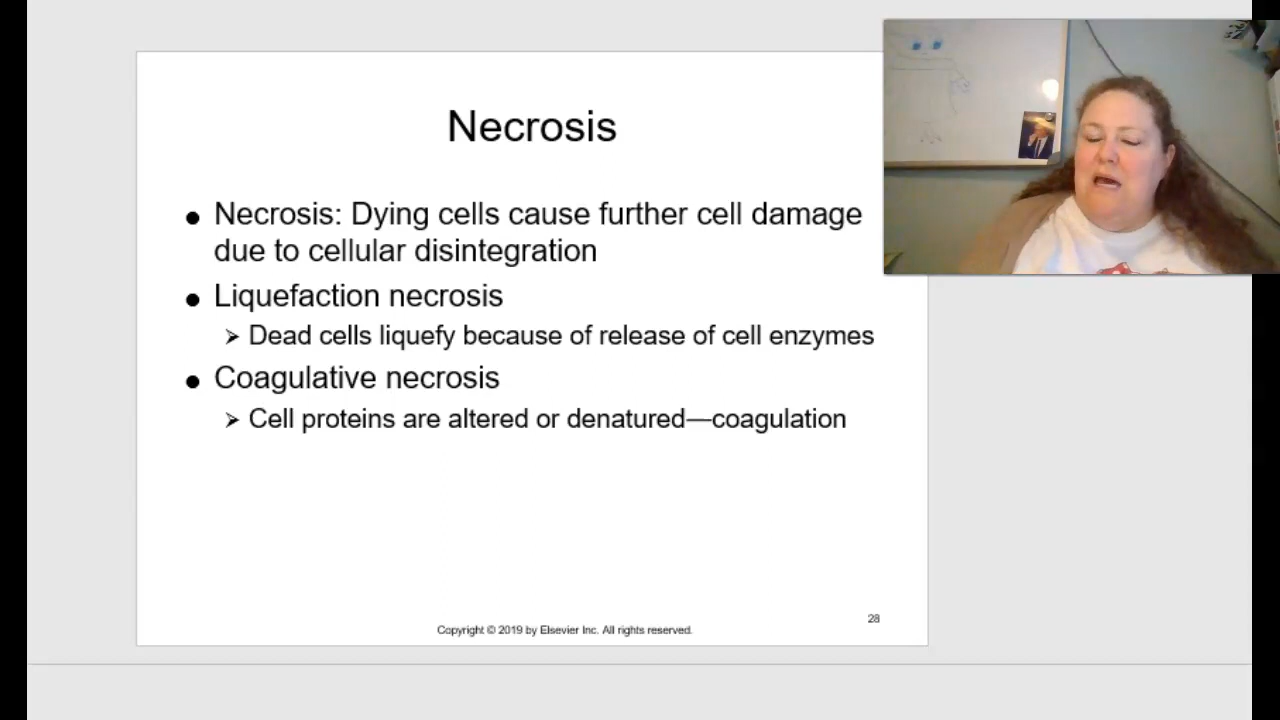 Necrosis
● Necrosis: Dying cells cause further cell damage
due to cellular disintegration
● Liquefaction necrosis
➢ Dead cells liquefy because of release of cell enzymes
● Coagulative necrosis
➢ Cell proteins are altered or denatured—coagulation
28
Copyright © 2019 by Elsevier Inc. All rights reserved.